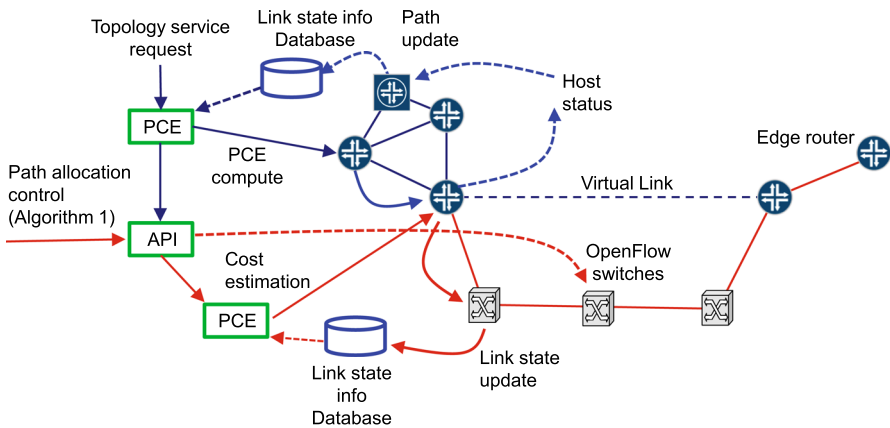 Topology service
request
Link state info
Database
Path
update
Host
status
PCE
PCE
compute
Edge router
Path allocation
control
(Algorithm 1)
Virtual Link
API
Cost
estimation
OpenFlow
switches
PCE
Link state
info
Database
Link state
update